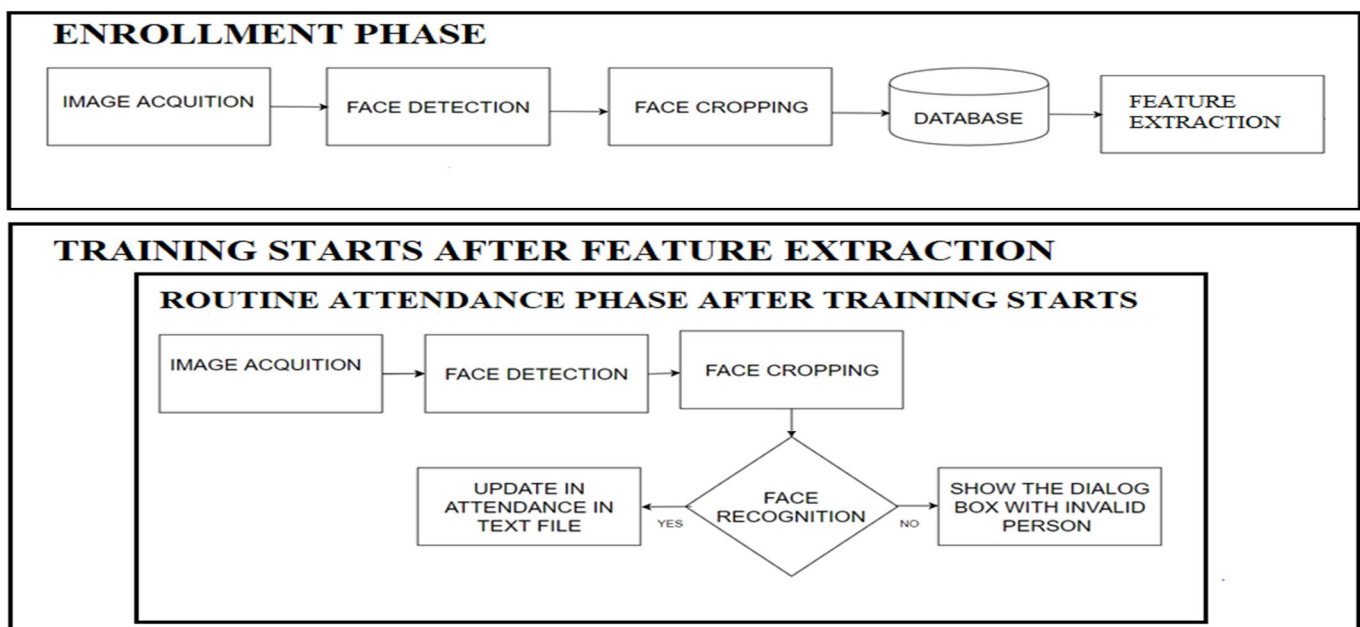 ENROLLMENT PHASE
IMAGE ACQUITION
FACE DETECTION
FACE CROPPING
DATABASE
FEATURE
EXTRACTION
TRAINING STARTS AFTER FEATURE EXTRACTION
ROUTINE ATTENDANCE PHASE AFTER TRAINING STARTS
IMAGE ACQUITION
FACE DETECTION
FACE CROPPING
UPDATE IN
ATTENDANCE IN
TEXT FILE
YES
FACE
RECOGNITION
NO
SHOW THE DIALOG
BOX WITH INVALID
PERSON